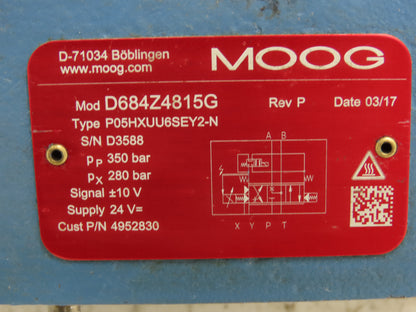 D-71034 Böblingen
www.moog.com
MOOG
Mod D684Z4815G Rev P Date 03/17
Type P05HXUU6SEY2-N
S/N D3588
pP 350 bar
pX 280 bar
Signal ±10 V
Supply 24 V⎓
Cust P/N 4952830
A B
X Y P T